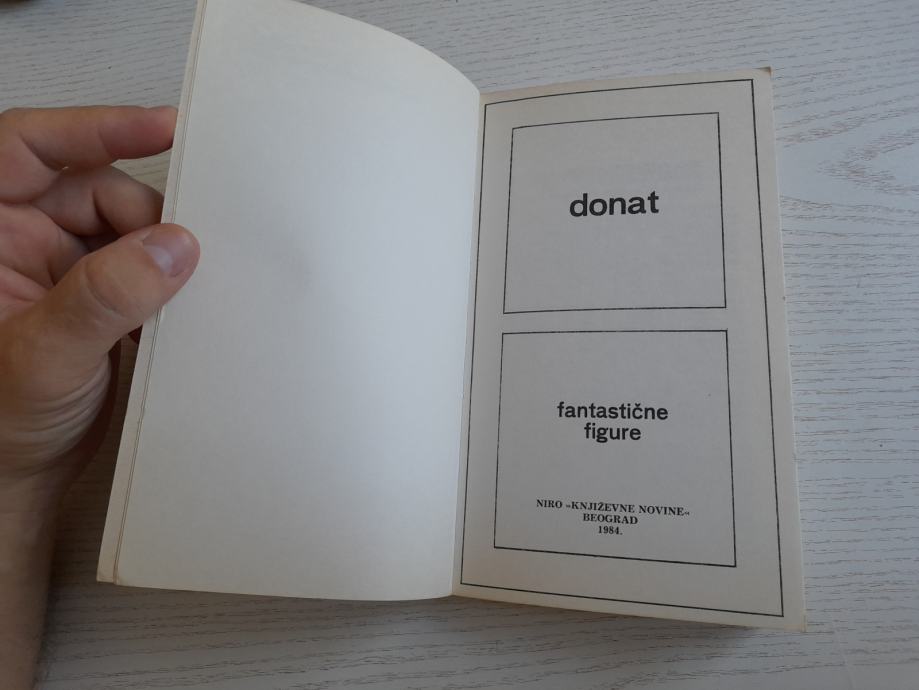 donat
fantastične
figure
NIRO »KNJIŽEVNE NOVINE«
BEOGRAD
1984.